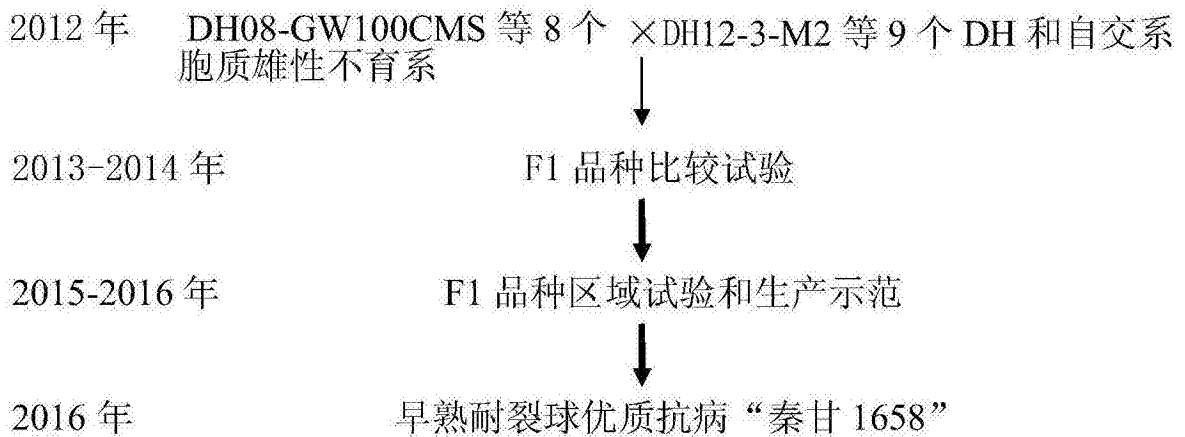 2012 年 DH08-GW100CMS 等 8 个 ×DH12-3-M2 等 9 个 DH 和自交系
胞质雄性不育系
2013-2014 年 F1 品种比较试验
2015-2016 年 F1 品种区域试验和生产示范
2016 年 早熟耐裂球优质抗病“秦甘 1658”